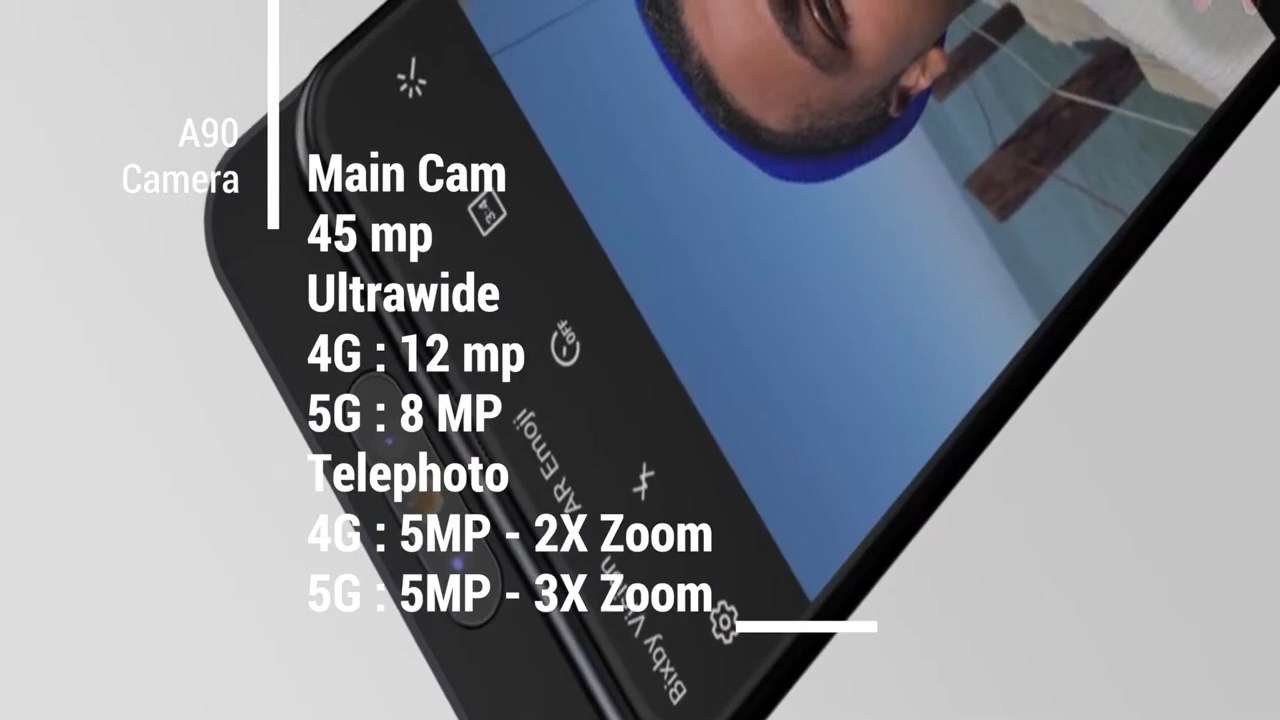 A90
Camera
Main Cam
45 mp
Ultrawide
4G : 12 mp
5G : 8 MP
Telephoto
4G : 5MP - 2X Zoom
5G : 5MP - 3X Zoom
3:4
OFF
AR Emoji
Bixby Vision